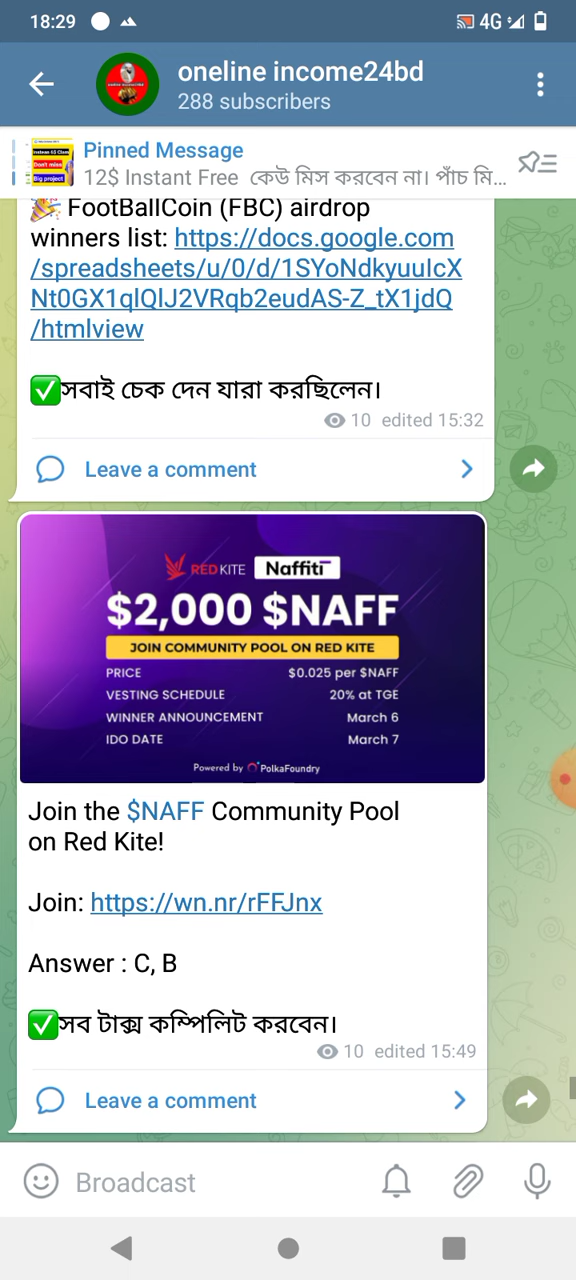 18:29
4G
oneline income24bd
288 subscribers
Pinned Message
12$ Instant Free কেউ মিস করবেন না। পাঁচ মি...
🎉 FootBallCoin (FBC) airdrop
winners list: https://docs.google.com
/spreadsheets/u/0/d/1SYoNdkyuuIcX
Nt0GX1qlQlJ2VRqb2eudAS-Z_tX1jdQ
/htmlview
✅সবাই চেক দেন যারা করছিলেন।
10 edited 15:32
Leave a comment
REDKITE Naffiti
$2,000 $NAFF
JOIN COMMUNITY POOL ON RED KITE
PRICE $0.025 per $NAFF
VESTING SCHEDULE 20% at TGE
WINNER ANNOUNCEMENT March 6
IDO DATE March 7
Powered by PolkaFoundry
Join the $NAFF Community Pool
on Red Kite!
Join: https://wn.nr/rFFJnx
Answer : C, B
✅সব টাক্স কম্পিলিট করবেন।
10 edited 15:49
Leave a comment
Broadcast